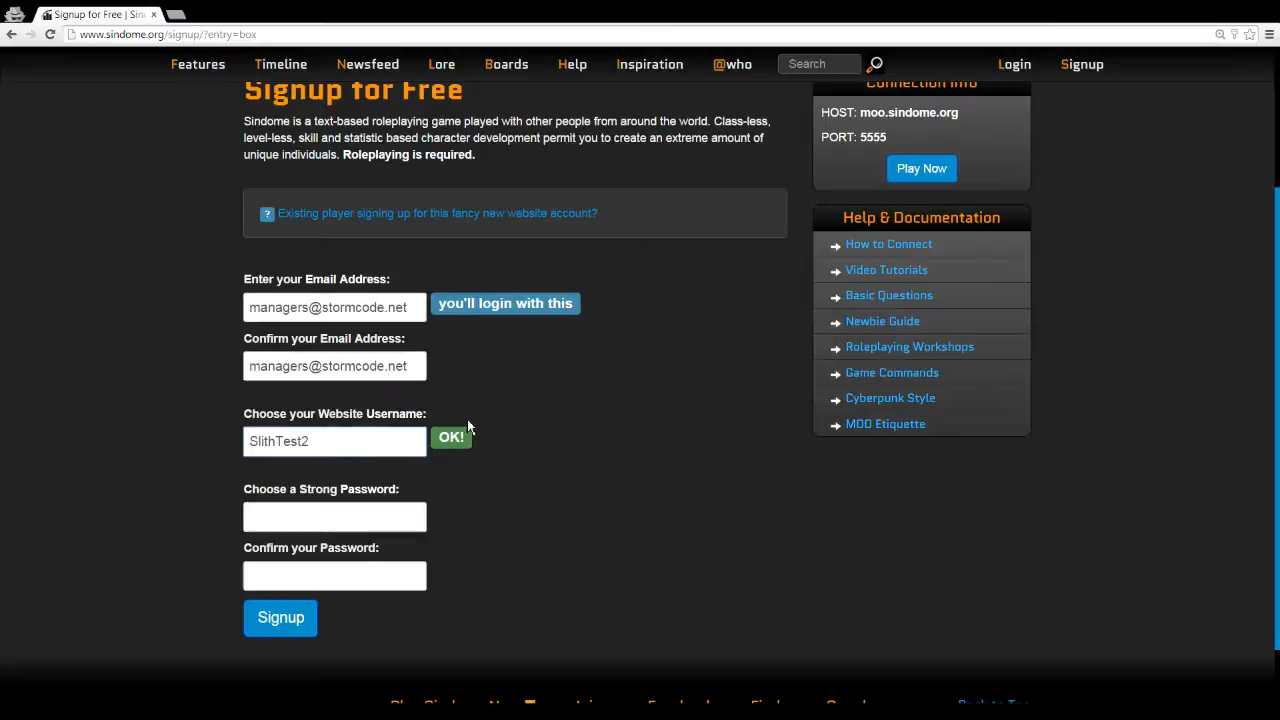 Signup for Free | Sin
www.sindome.org/signup/?entry=box
Features Timeline Newsfeed Lore Boards Help Inspiration @who Search Login Signup
Signup for Free
Sindome is a text-based roleplaying game played with other people from around the world. Class-less,
level-less, skill and statistic based character development permit you to create an extreme amount of
unique individuals. Roleplaying is required.
? Existing player signing up for this fancy new website account?
Enter your Email Address:
managers@stormcode.net you'll login with this
Confirm your Email Address:
managers@stormcode.net
Choose your Website Username:
SlithTest2 OK!
Choose a Strong Password:
Confirm your Password:
Signup
Connection Info
HOST: moo.sindome.org
PORT: 5555
Play Now
Help & Documentation
How to Connect
Video Tutorials
Basic Questions
Newbie Guide
Roleplaying Workshops
Game Commands
Cyberpunk Style
MOO Etiquette
Back to Top